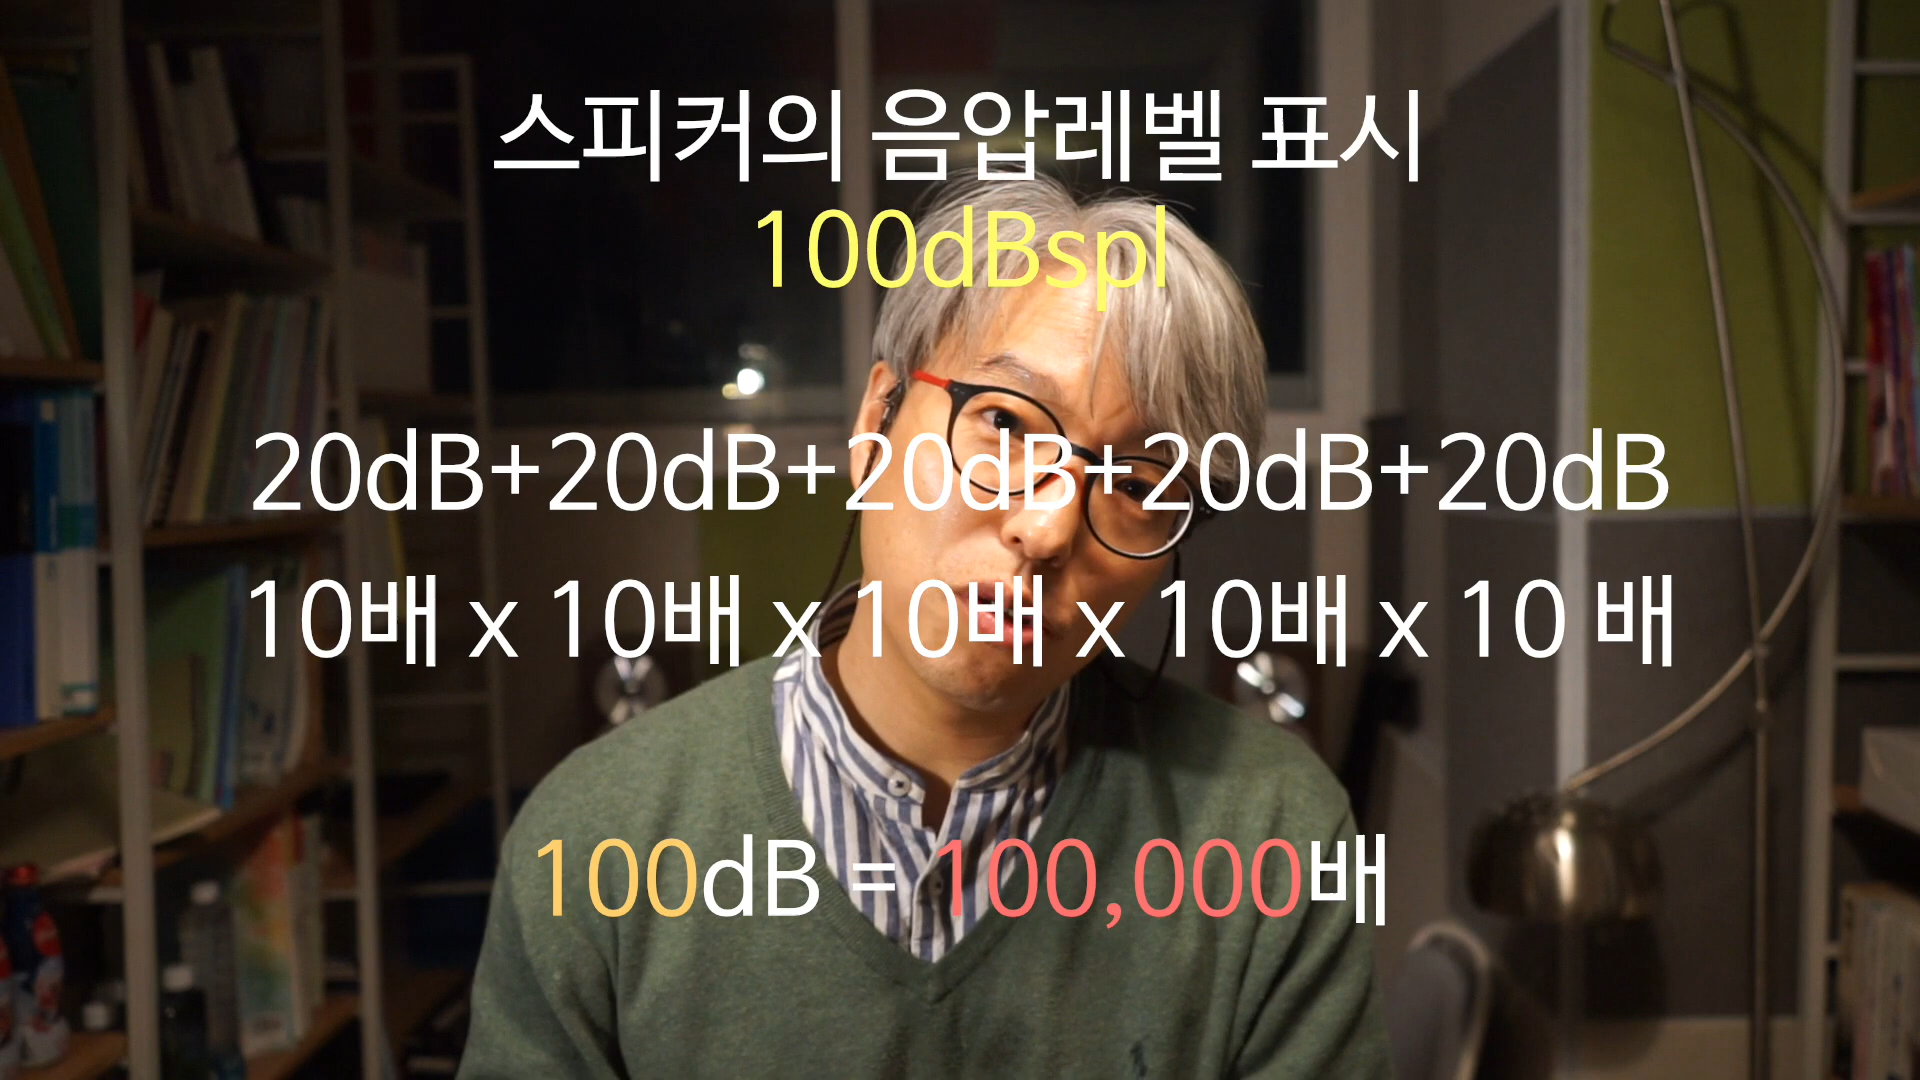 스피커의 음압레벨 표시
100dBspl
20dB+20dB+20dB+20dB+20dB
10배 x 10배 x 10배 x 10배 x 10 배
100dB = 100,000배